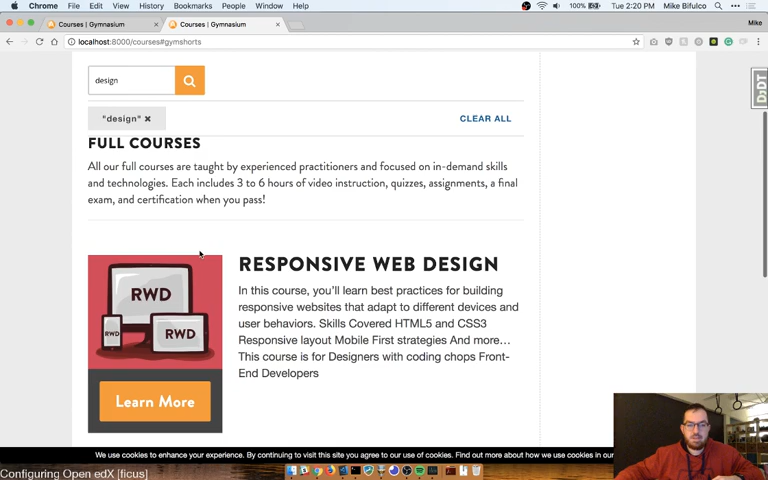 Chrome File Edit View History Bookmarks People Window Help
100% Tue 2:20 PM Mike Bifulco
Courses | Gymnasium
Courses | Gymnasium
Mike
localhost:8000/courses#gymshorts
design
"design" ✖ CLEAR ALL
DjDT
FULL COURSES
All our full courses are taught by experienced practitioners and focused on in-demand skills
and technologies. Each includes 3 to 6 hours of video instruction, quizzes, assignments, a final
exam, and certification when you pass!
RWD
RWD
RWD
Learn More
RESPONSIVE WEB DESIGN
In this course, you'll learn best practices for building
responsive websites that adapt to different devices and
user behaviors. Skills Covered HTML5 and CSS3
Responsive layout Mobile First strategies And more…
This course is for Designers with coding chops Front-
End Developers
We use cookies to enhance your experience. By continuing to visit this site you agree to our use of cookies. Find out more about how we use cookies in our
Configuring Open edX [ficus]